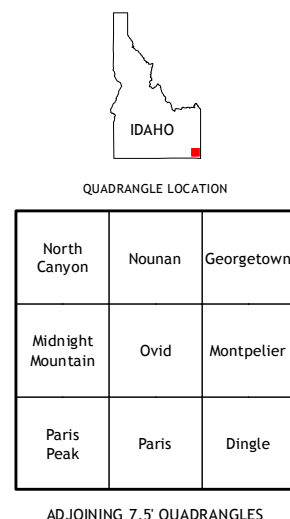 IDAHO
QUADRANGLE LOCATION
North
Canyon
Nounan
Georgetown
Midnight
Mountain
Ovid
Montpelier
Paris
Peak
Paris
Dingle
ADJOINING 7.5' QUADRANGLES